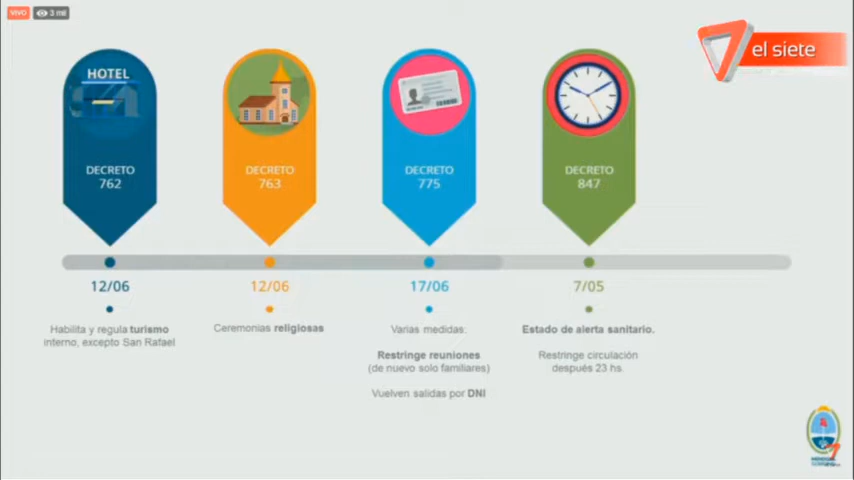 VIVO
3 mil
el siete
HOTEL
DECRETO
762
DECRETO
763
DECRETO
775
DECRETO
847
12/06
12/06
17/06
7/05
Habilita y regula turismo
interno, excepto San Rafael
Ceremonias religiosas
Varias medidas:
Restringe reuniones
(de nuevo solo familiares)
Vuelven salidas por DNI
Estado de alerta sanitario.
Restringe circulación
después 23 hs.